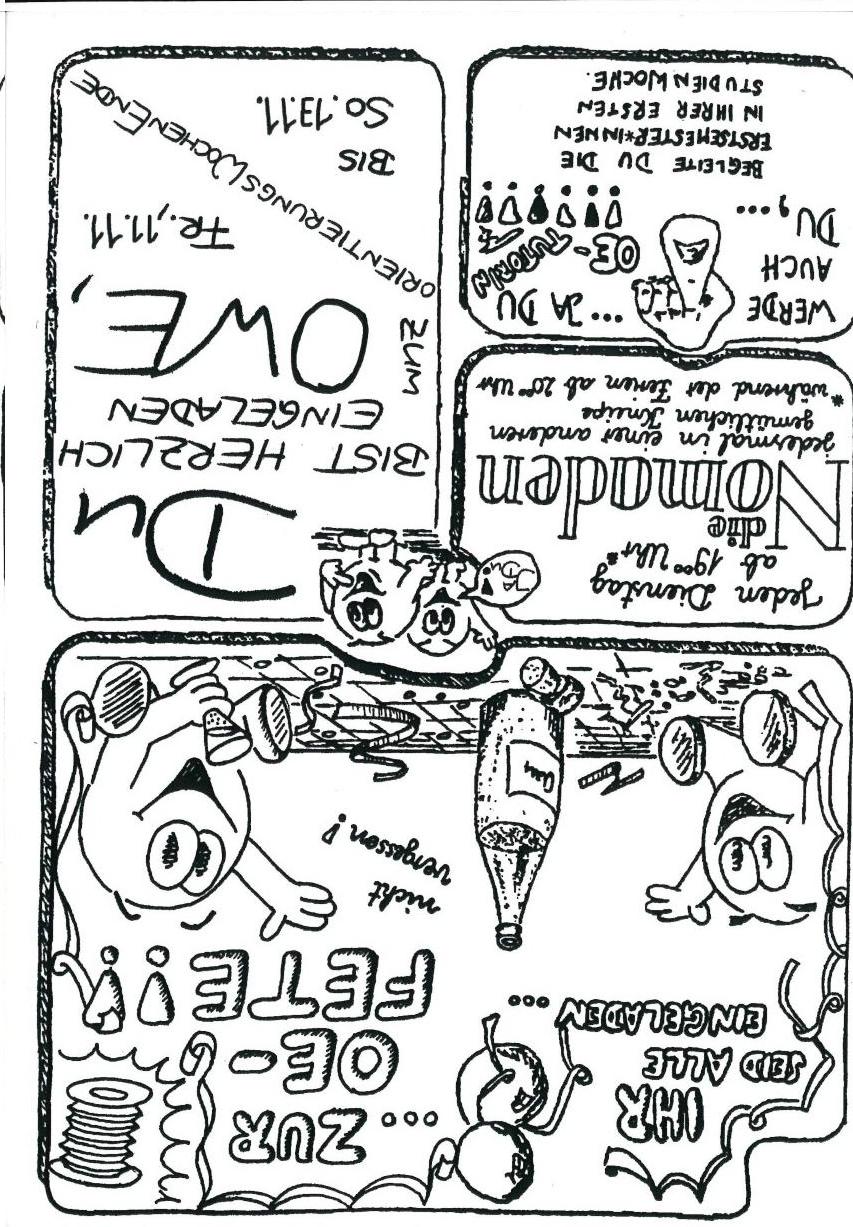 IHR
SEID ALLE
EINGELADEN ...
... ZUR
OE-
FETE !!
nicht
vergessen!
jeden Dienstag
ab 19⁰⁰ Uhr*
die
Nomaden
jedesmal in einer anderen
gemütlichen Kneipe
*während der Ferien ab 20⁰⁰ Uhr
JA
DU!
DU
BIST HERZLICH
EINGELADEN
ZUM
OWE,
ORIENTIERUNGSWOCHENENDE
FR., 11.11.
BIS
SO. 13.11.
WERDE
AUCH
DU, ...
... JA DU
OE-
TUTORIN
BEGLEITE DU DIE
ERSTSEMESTER*INNEN
IN IHRER ERSTEN
STUDIENWOCHE.